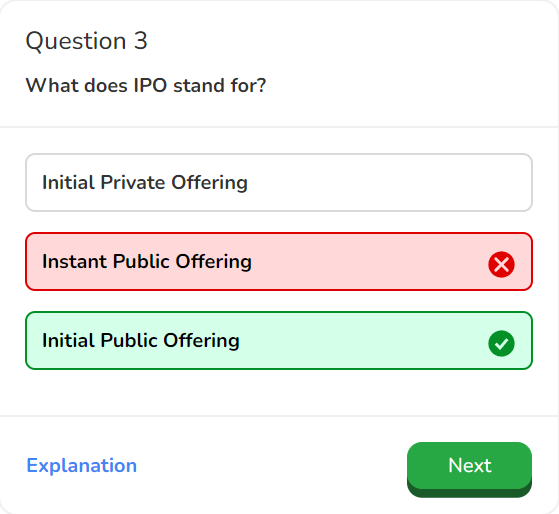 Question 3
What does IPO stand for?
Initial Private Offering
Instant Public Offering
Initial Public Offering
Explanation
Next